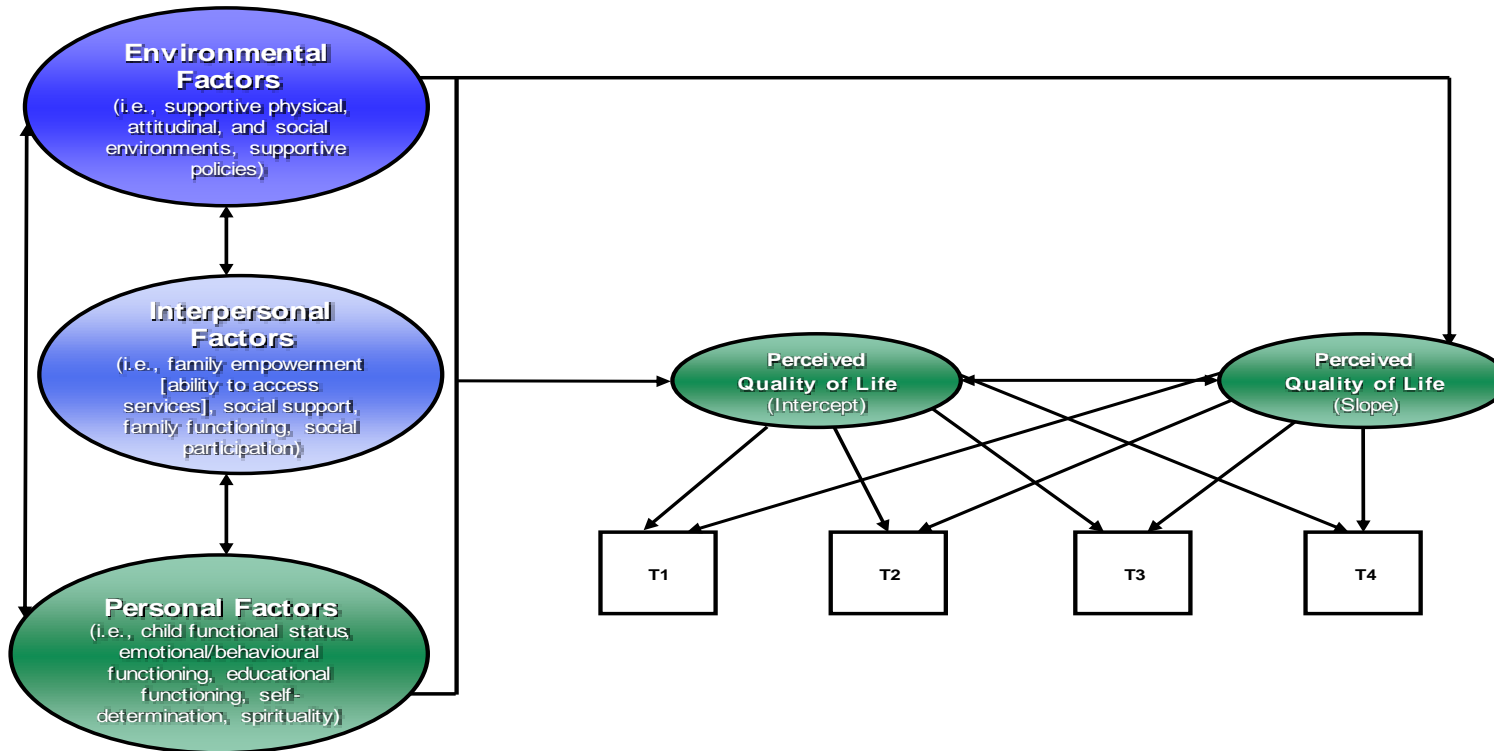 Environmental
Factors
(i.e., supportive physical,
attitudinal, and social
environments, supportive
policies)
Interpersonal
Factors
(i.e., family empowerment
[ability to access
services], social support,
family functioning, social
participation)
Personal Factors
(i.e., child functional status,
emotional/behavioural
functioning, educational
functioning, self-
determination, spirituality)
Perceived
Quality of Life
(Intercept)
Perceived
Quality of Life
(Slope)
T1
T2
T3
T4